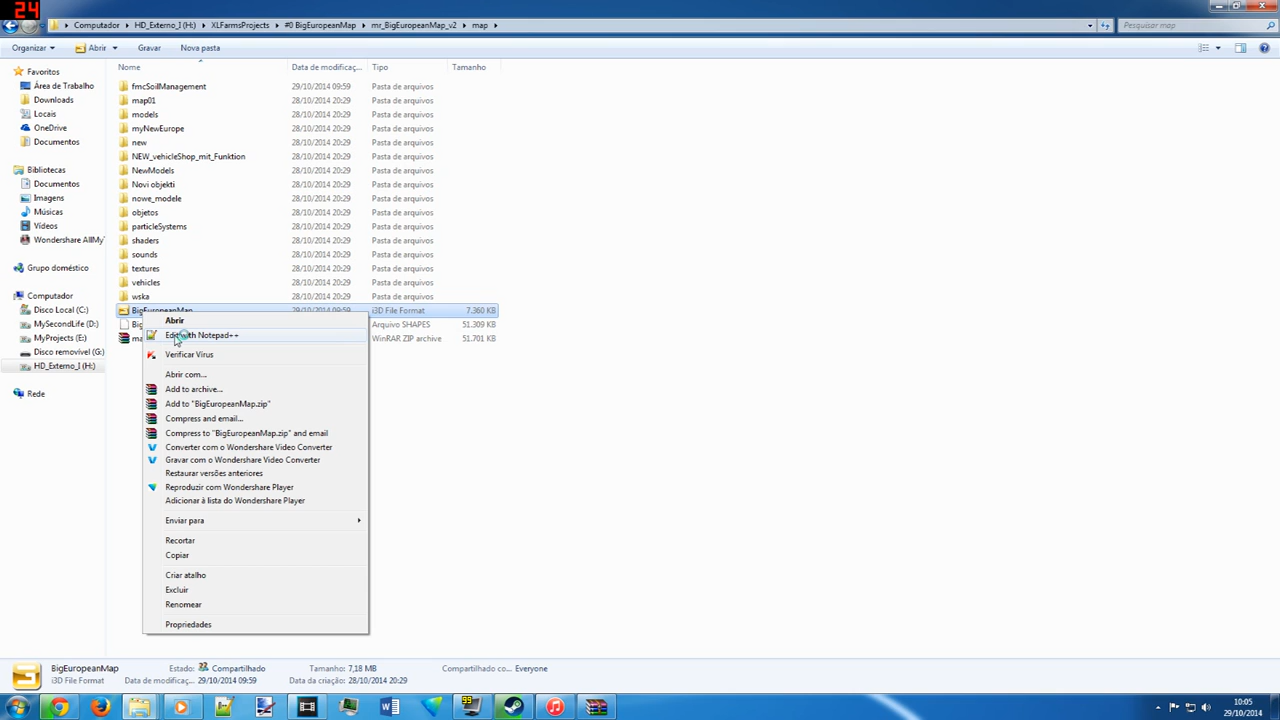 24
Computador ▸ HD_Externo_I (H:) ▸ XLFarmsProjects ▸ #0 BigEuropeanMap ▸ mr_BigEuropeanMap_v2 ▸ map ▸
Pesquisar map
Organizar
Abrir
Gravar
Nova pasta
Favoritos
Área de Trabalho
Downloads
Locais
OneDrive
Documentos
Bibliotecas
Documentos
Imagens
Músicas
Vídeos
Wondershare AllMy
Grupo doméstico
Computador
Disco Local (C:)
MySecondLife (D:)
MyProjects (E:)
Disco removível (G:)
HD_Externo_I (H:)
Rede
Nome Data de modificaç... Tipo Tamanho
fmcSoilManagement 29/10/2014 09:59 Pasta de arquivos
map01 28/10/2014 20:29 Pasta de arquivos
models 28/10/2014 20:29 Pasta de arquivos
myNewEurope 28/10/2014 20:29 Pasta de arquivos
new 28/10/2014 20:29 Pasta de arquivos
NEW_vehicleShop_mit_Funktion 28/10/2014 20:29 Pasta de arquivos
NewModels 28/10/2014 20:29 Pasta de arquivos
Novi objekti 28/10/2014 20:29 Pasta de arquivos
nowe_modele 28/10/2014 20:29 Pasta de arquivos
objetos 28/10/2014 20:29 Pasta de arquivos
particleSystems 28/10/2014 20:29 Pasta de arquivos
shaders 28/10/2014 20:29 Pasta de arquivos
sounds 28/10/2014 20:29 Pasta de arquivos
textures 28/10/2014 20:29 Pasta de arquivos
vehicles 28/10/2014 20:29 Pasta de arquivos
wska 28/10/2014 20:29 Pasta de arquivos
BigEuropeanMap 29/10/2014 09:59 i3D File Format 7.360 KB
Big Arquivo SHAPES 51.309 KB
ma WinRAR ZIP archive 51.701 KB
Abrir
Edit with Notepad++
Verificar Virus
Abrir com...
Add to archive...
Add to "BigEuropeanMap.zip"
Compress and email...
Compress to "BigEuropeanMap.zip" and email
Converter com o Wondershare Video Converter
Gravar com o Wondershare Video Converter
Restaurar versões anteriores
Reproduzir com Wondershare Player
Adicionar à lista do Wondershare Player
Enviar para
Recortar
Copiar
Criar atalho
Excluir
Renomear
Propriedades
BigEuropeanMap Estado: Compartilhado Tamanho: 7,18 MB Compartilhado co... Everyone
i3D File Format Data de modificaç... 29/10/2014 09:59 Data da criação: 28/10/2014 20:29
99
10:05
29/10/2014